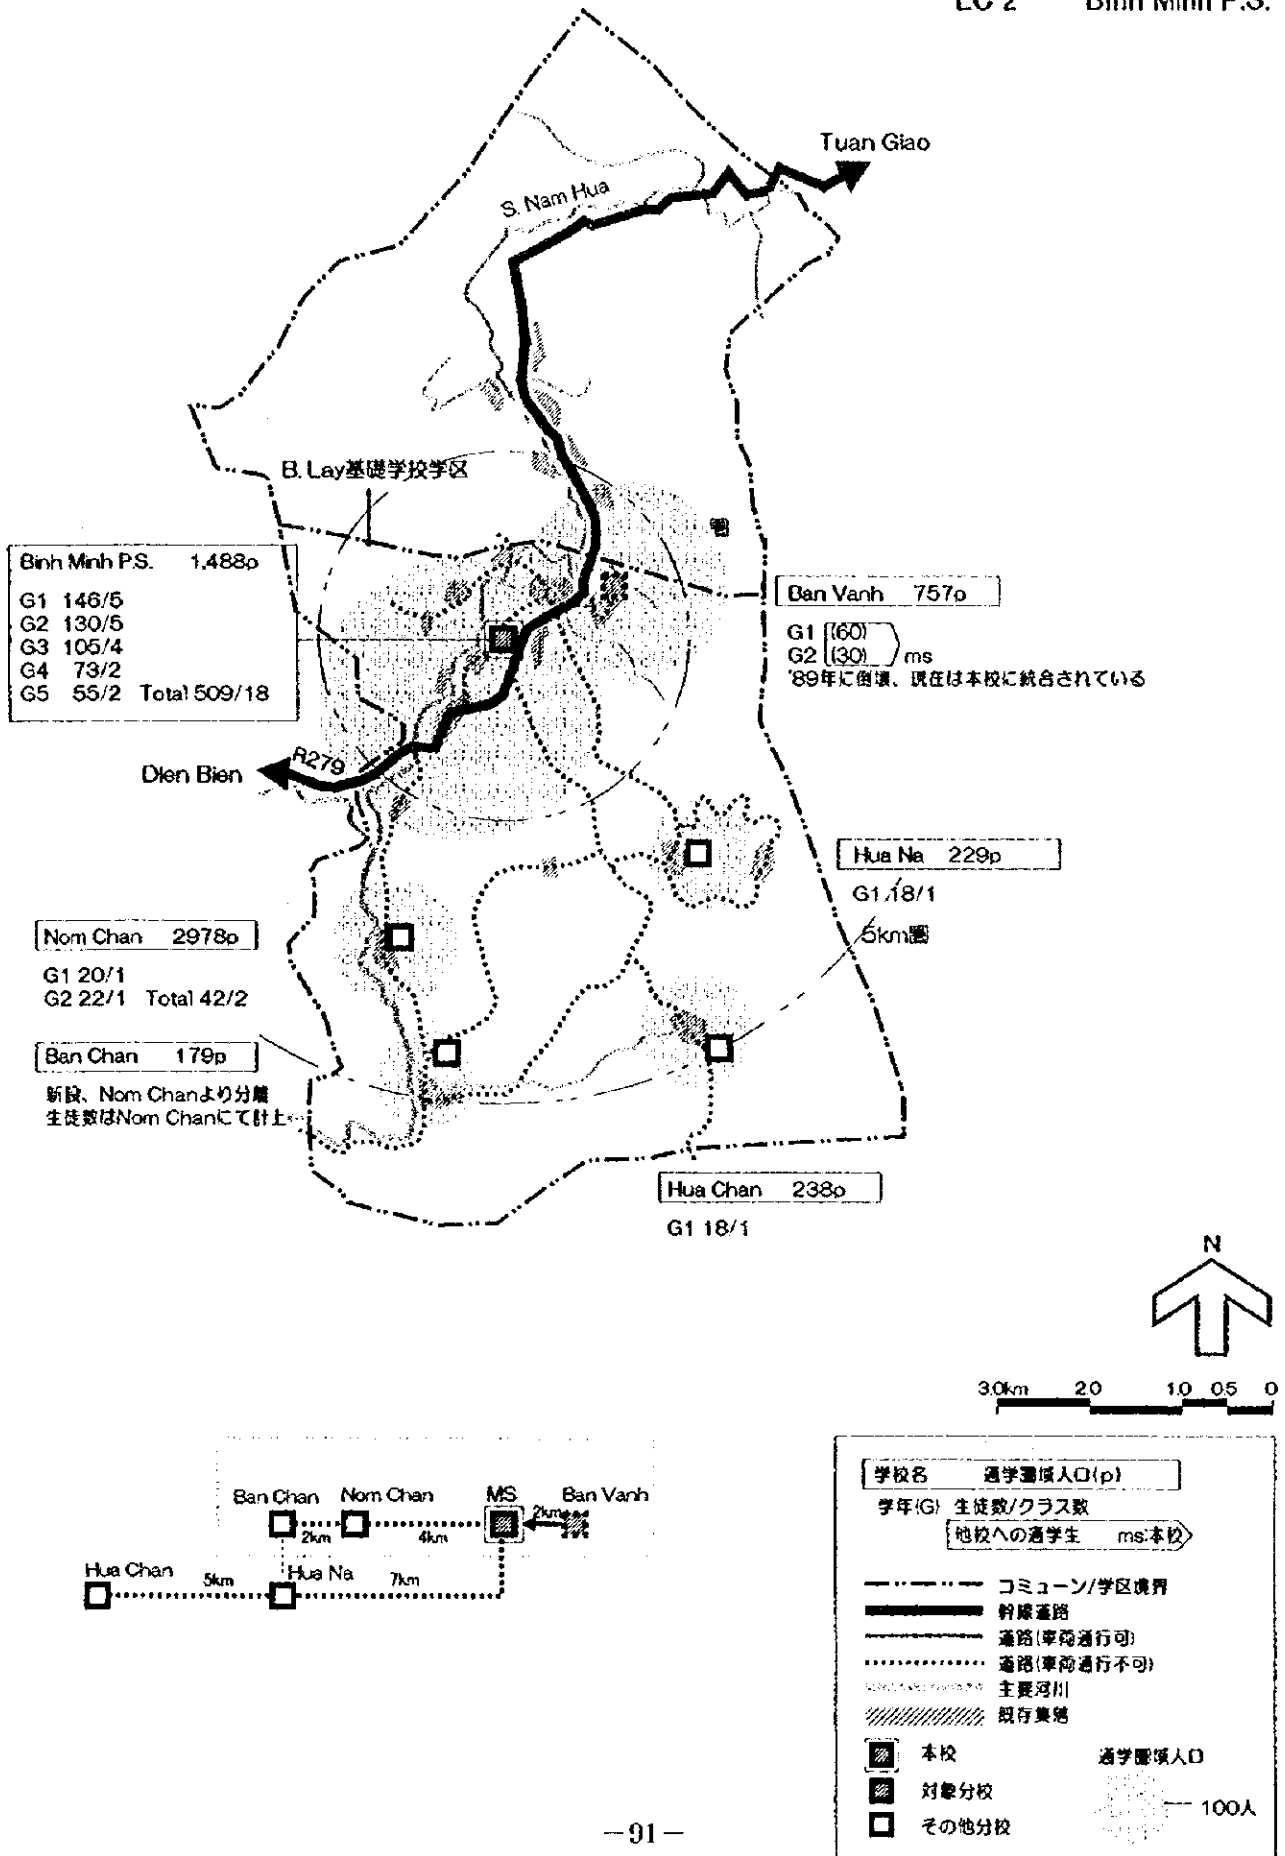 LC 2 Binh Minh P.S.
Tuan Giao
S. Nam Hua
B. Lay基礎学校学区
Binh Minh P.S. 1,488p
G1 146/5
G2 130/5
G3 105/4
G4 73/2
G5 55/2 Total 509/18
Ban Vanh 757p
G1 (60)
G2 (30) ms
'89年に倒壊、現在は本校に統合されている
R279
Dien Bien
Hua Na 229p
G1 18/1
5km圏
Nom Chan 2978p
G1 20/1
G2 22/1 Total 42/2
Ban Chan 179p
新設、Nom Chanより分離
生徒数はNom Chanにて計上
Hua Chan 238p
G1 18/1
N
3.0km 2.0 1.0 0.5 0
Ban Chan Nom Chan MS Ban Vanh
2km 4km 2km
Hua Chan Hua Na
5km 7km
学校名 通学圏域人口(p)
学年(G) 生徒数/クラス数
他校への通学生 ms:本校
コミューン/学区境界
幹線道路
道路(車両通行可)
道路(車両通行不可)
主要河川
既存集落
本校 通学圏域人口
対象分校
100人
その他分校
—91—